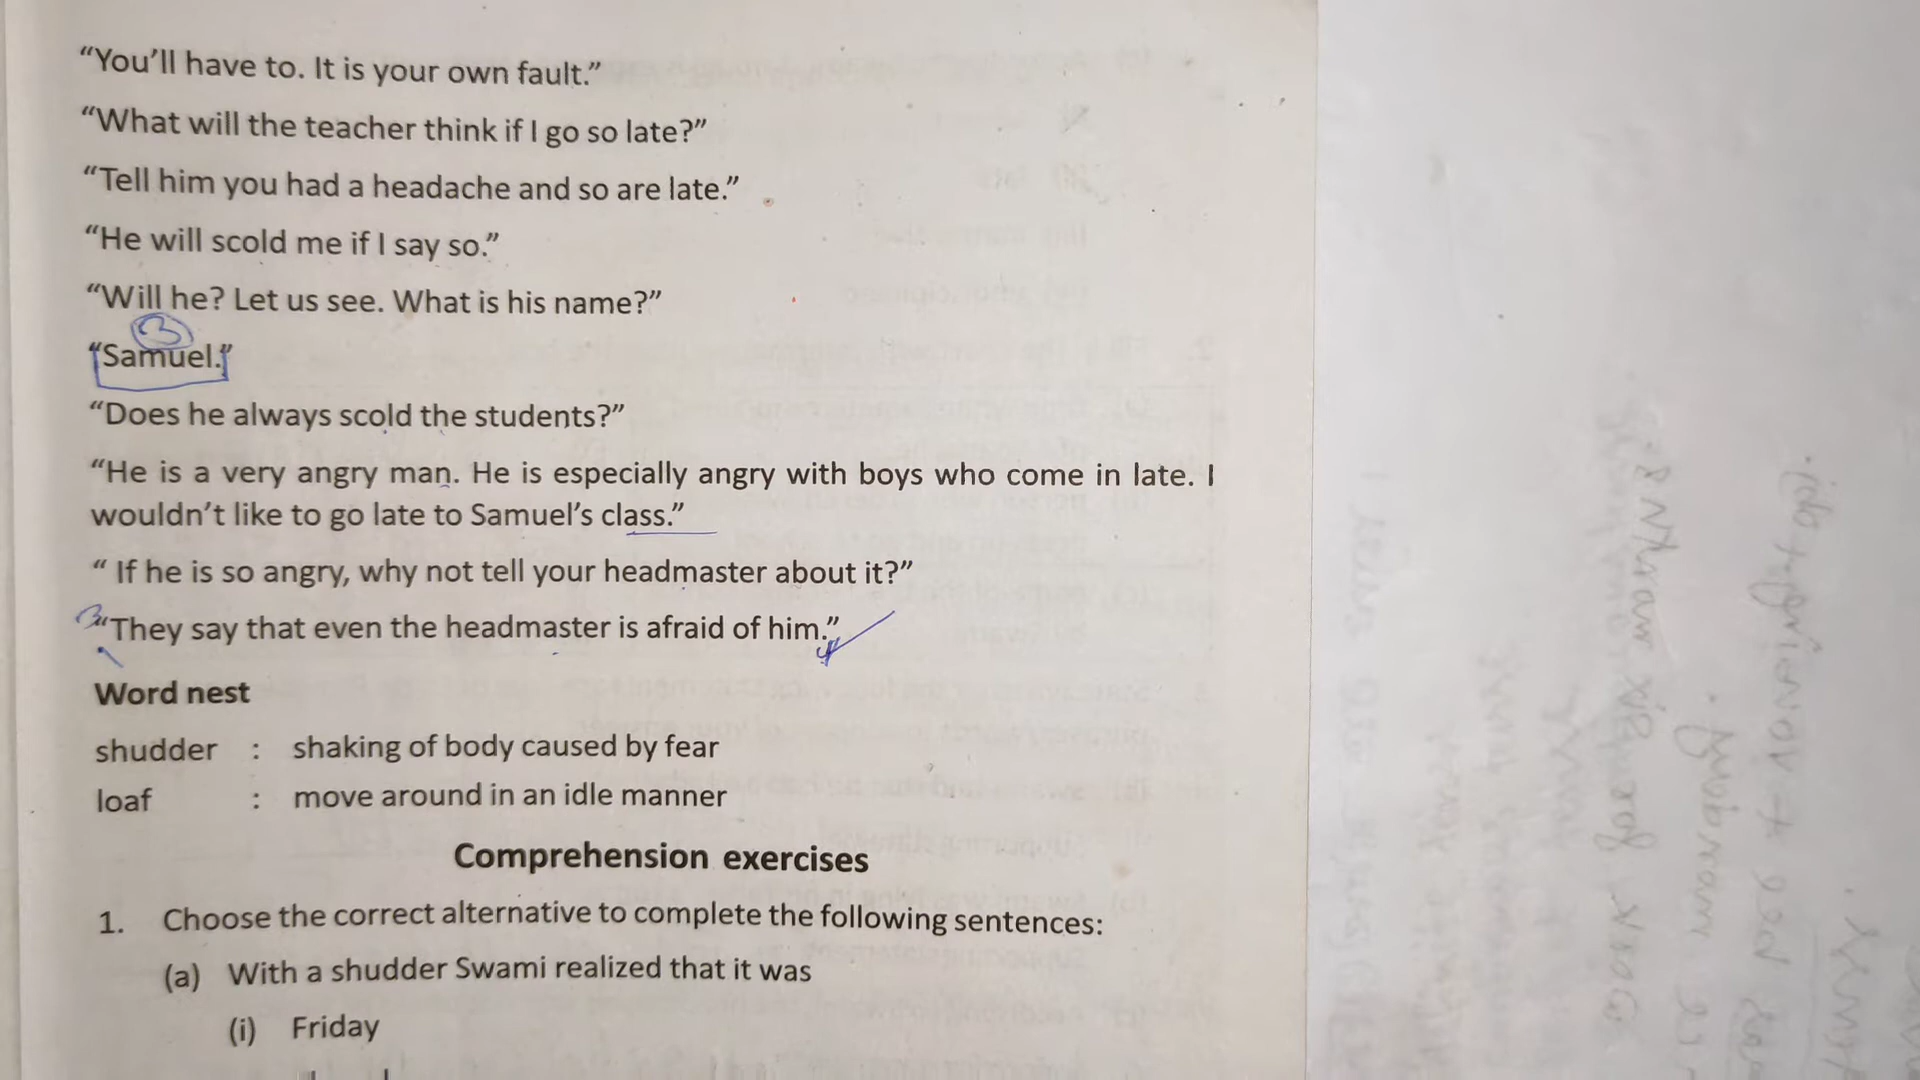 “You’ll have to. It is your own fault.”
“What will the teacher think if I go so late?”
“Tell him you had a headache and so are late.”
“He will scold me if I say so.”
“Will he? Let us see. What is his name?”
“Samuel.”
“Does he always scold the students?”
“He is a very angry man. He is especially angry with boys who come in late. I
wouldn’t like to go late to Samuel’s class.”
“ If he is so angry, why not tell your headmaster about it?”
“They say that even the headmaster is afraid of him.”
Word nest
shudder : shaking of body caused by fear
loaf : move around in an idle manner
Comprehension exercises
1. Choose the correct alternative to complete the following sentences:
(a) With a shudder Swami realized that it was
(i) Friday